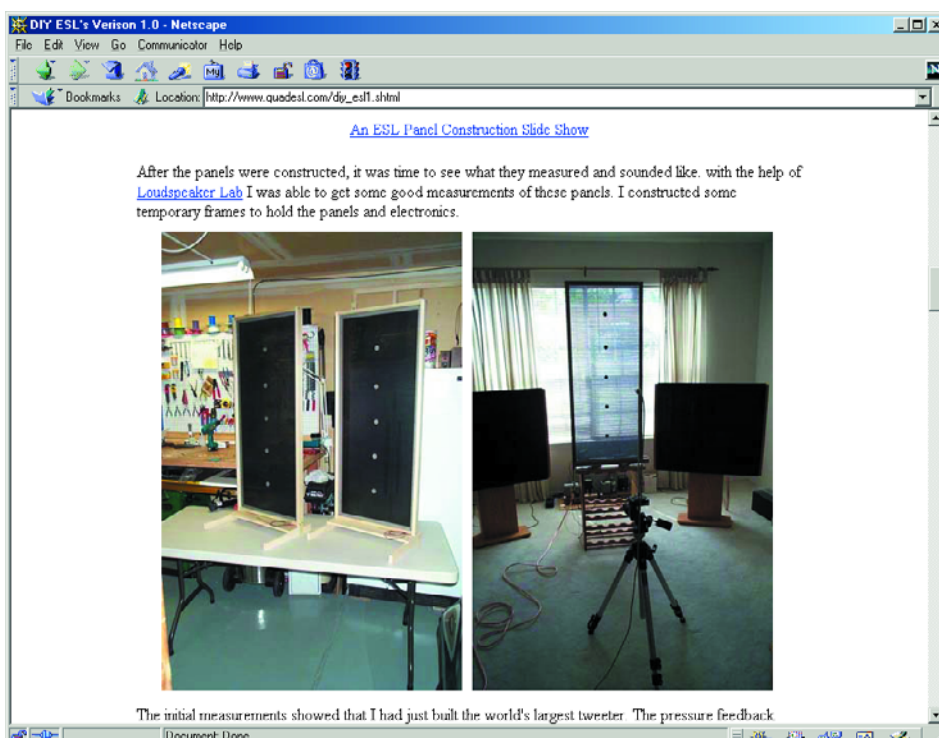 DIY ESL's Verison 1.0 - Netscape
File Edit View Go Communicator Help
My
Bookmarks Location: http://www.quadesl.com/diy_esl1.shtml
N
An ESL Panel Construction Slide Show
After the panels were constructed, it was time to see what they measured and sounded like. with the help of
Loudspeaker Lab I was able to get some good measurements of these panels. I constructed some
temporary frames to hold the panels and electronics.
The initial measurements showed that I had just built the world's largest tweeter. The pressure feedback
Document: Done